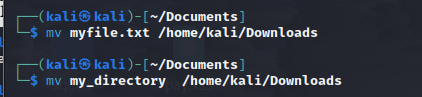 ┌──(kali㉿kali)-[~/Documents]
└─$ mv myfile.txt /home/kali/Downloads
┌──(kali㉿kali)-[~/Documents]
└─$ mv my_directory  /home/kali/Downloads